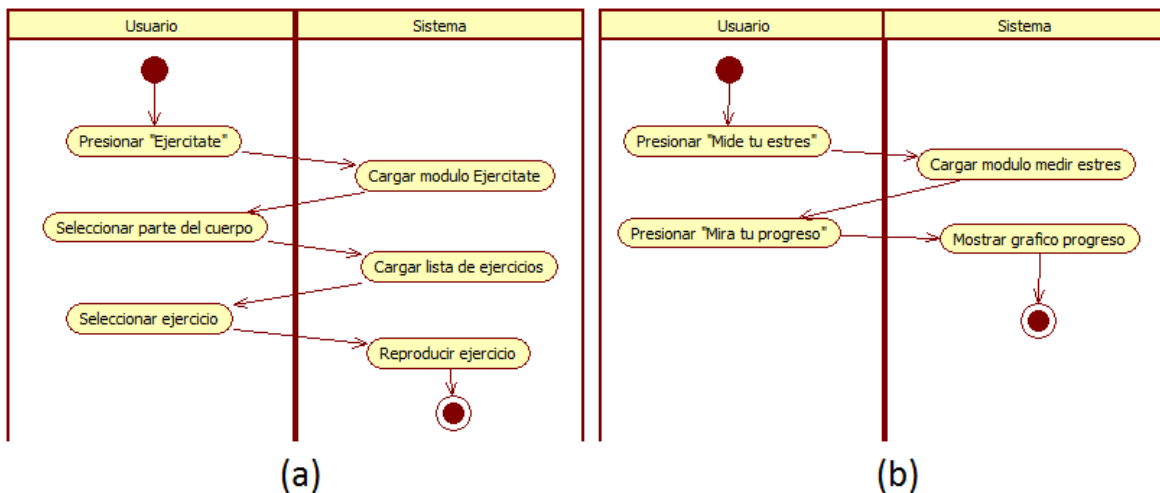 Usuario
Sistema
Presionar "Ejercitate"
Cargar modulo Ejercitate
Seleccionar parte del cuerpo
Cargar lista de ejercicios
Seleccionar ejercicio
Reproducir ejercicio
(a)
Usuario
Sistema
Presionar "Mide tu estres"
Cargar modulo medir estres
Presionar "Mira tu progreso"
Mostrar grafico progreso
(b)